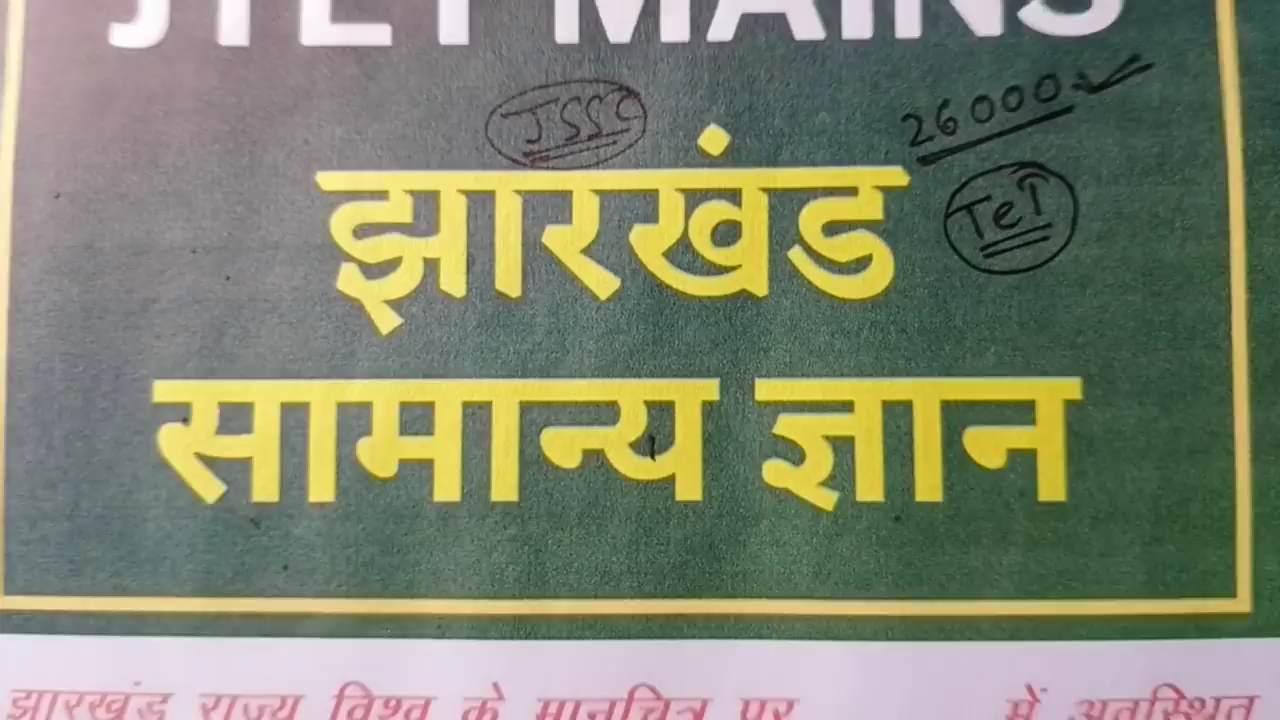 JTET MAINS
JSSC
26000
TeT
झारखंड
सामान्य ज्ञान
झारखंड राज्य विश्व के मानचित्र पर में अवस्थित